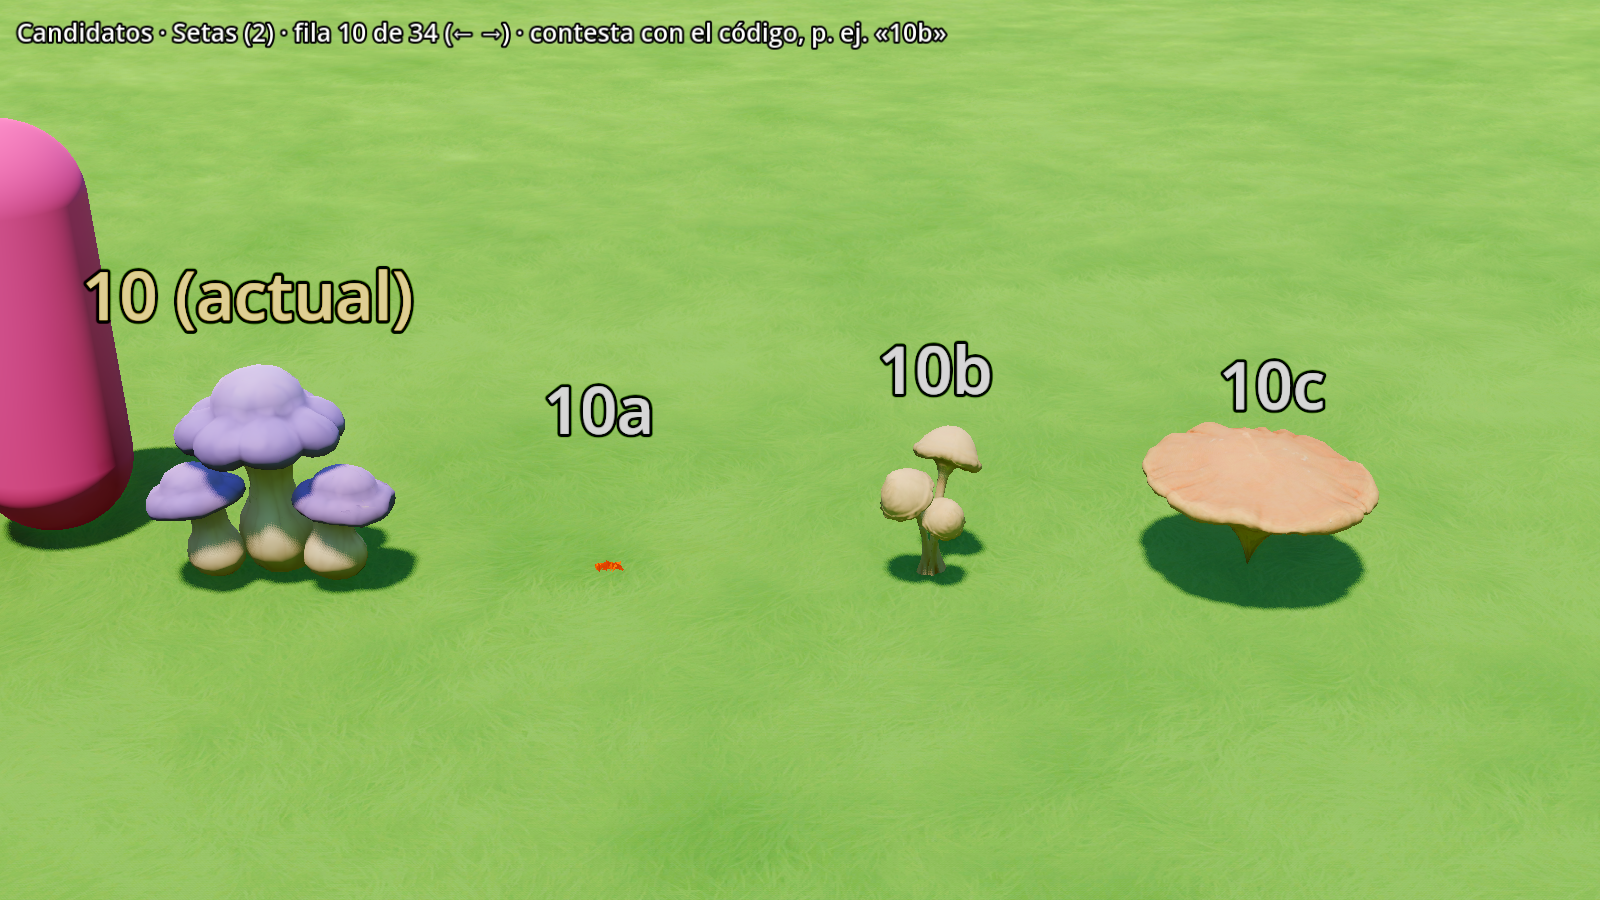 Candidatos · Setas (2) · fila 10 de 34 (← →) · contesta con el código, p. ej. «10b»
10 (actual)
10a
10b
10c